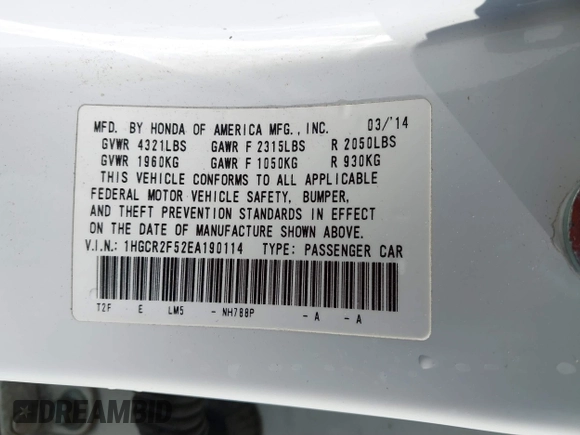 MFD. BY HONDA OF AMERICA MFG., INC. 03/'14
GVWR 4321LBS GAWR F 2315LBS R 2050LBS
GVWR 1960KG GAWR F 1050KG R 930KG
THIS VEHICLE CONFORMS TO ALL APPLICABLE
FEDERAL MOTOR VEHICLE SAFETY, BUMPER,
AND THEFT PREVENTION STANDARDS IN EFFECT
ON THE DATE OF MANUFACTURE SHOWN ABOVE.
V.I.N.: 1HGCR2F52EA190114 TYPE: PASSENGER CAR
T2F E LM5 - NH788P - A - A
DREAMBID